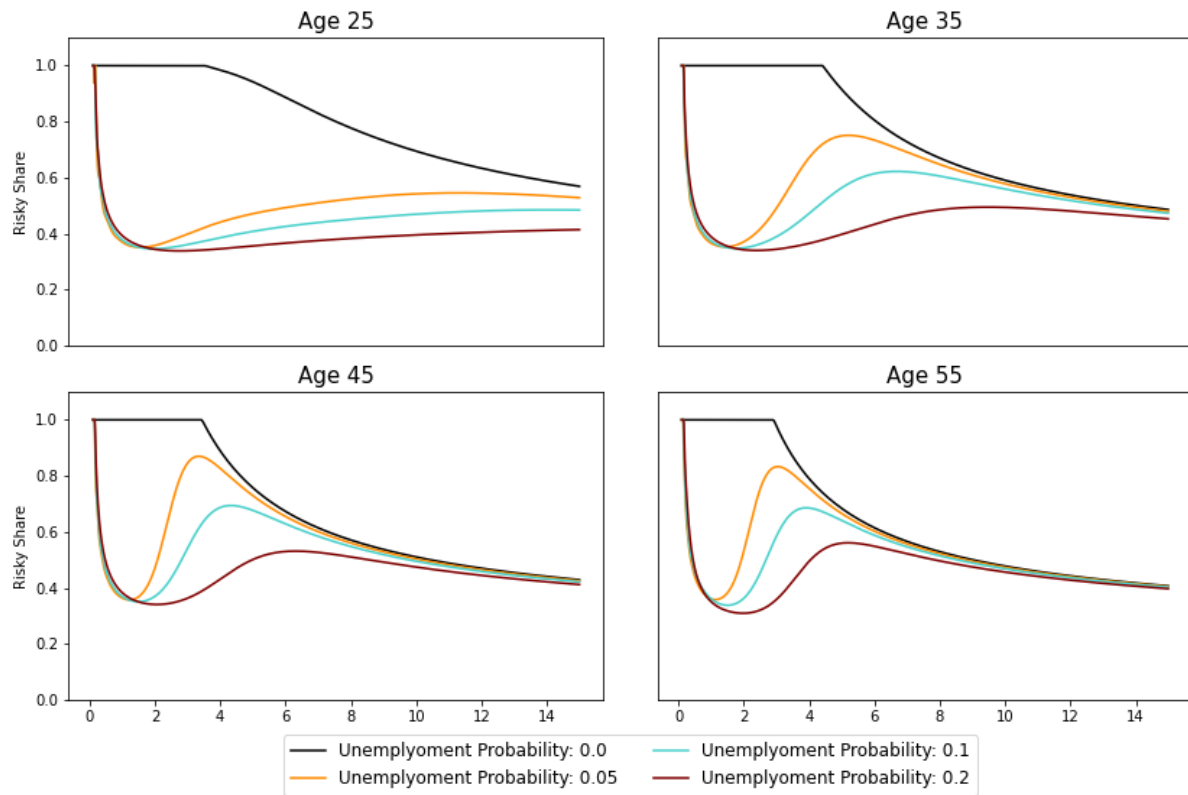 Age 25
Age 35
1.0
0.8
0.6
0.4
0.2
0.0
Risky Share
Age 45
Age 55
1.0
0.8
0.6
0.4
0.2
0.0
Risky Share
0 2 4 6 8 10 12 14
0 2 4 6 8 10 12 14
Unemplyoment Probability: 0.0
Unemplyoment Probability: 0.05
Unemplyoment Probability: 0.1
Unemplyoment Probability: 0.2